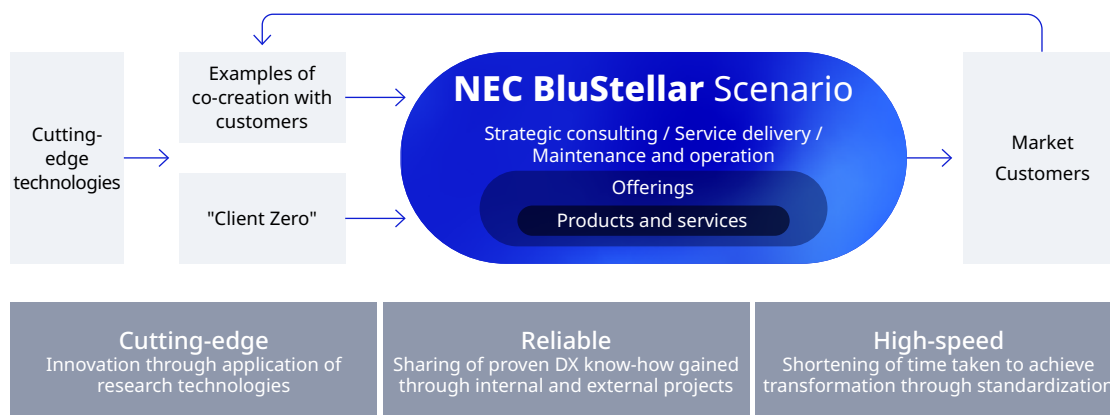 Cutting-
edge
technologies
Examples of
co-creation with
customers
"Client Zero"
NEC BluStellar Scenario
Strategic consulting / Service delivery /
Maintenance and operation
Offerings
Products and services
Market
Customers
Cutting-edge
Innovation through application of
research technologies
Reliable
Sharing of proven DX know-how gained
through internal and external projects
High-speed
Shortening of time taken to achieve
transformation through standardization